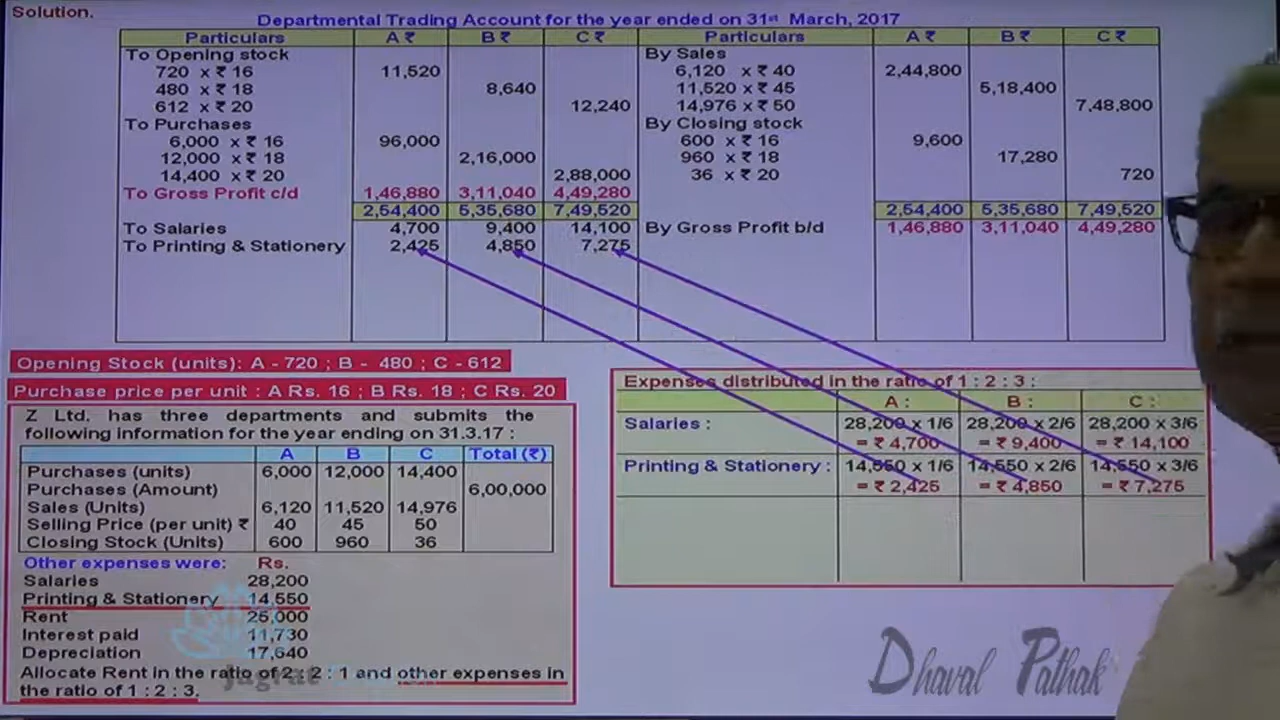 Solution.
Departmental Trading Account for the year ended on 31st March, 2017
Particulars A ₹ B ₹ C ₹ Particulars A ₹ B ₹ C ₹
To Opening stock By Sales
720 x ₹ 16 11,520 6,120 x ₹ 40 2,44,800
480 x ₹ 18 8,640 11,520 x ₹ 45 5,18,400
612 x ₹ 20 12,240 14,976 x ₹ 50 7,48,800
To Purchases By Closing stock
6,000 x ₹ 16 96,000 600 x ₹ 16 9,600
12,000 x ₹ 18 2,16,000 960 x ₹ 18 17,280
14,400 x ₹ 20 2,88,000 36 x ₹ 20 720
To Gross Profit c/d 1,46,880 3,11,040 4,49,280
2,54,400 5,35,680 7,49,520 2,54,400 5,35,680 7,49,520
To Salaries 4,700 9,400 14,100 By Gross Profit b/d 1,46,880 3,11,040 4,49,280
To Printing & Stationery 2,425 4,850 7,275
Opening Stock (units): A - 720 ; B - 480 ; C - 612
Purchase price per unit : A Rs. 16 ; B Rs. 18 ; C Rs. 20
Z Ltd. has three departments and submits the
following information for the year ending on 31.3.17 :
A B C Total (₹)
Purchases (units) 6,000 12,000 14,400
Purchases (Amount) 6,00,000
Sales (Units) 6,120 11,520 14,976
Selling Price (per unit) ₹ 40 45 50
Closing Stock (Units) 600 960 36
Other expenses were: Rs.
Salaries 28,200
Printing & Stationery 14,550
Rent 25,000
Interest paid 11,730
Depreciation 17,640
Allocate Rent in the ratio of 2 : 2 : 1 and other expenses in
the ratio of 1 : 2 : 3.
Expenses distributed in the ratio of 1 : 2 : 3 :
A : B : C :
Salaries : 28,200 x 1/6 28,200 x 2/6 28,200 x 3/6
= ₹ 4,700 = ₹ 9,400 = ₹ 14,100
Printing & Stationery : 14,550 x 1/6 14,550 x 2/6 14,550 x 3/6
= ₹ 2,425 = ₹ 4,850 = ₹ 7,275
Dhaval Pathak